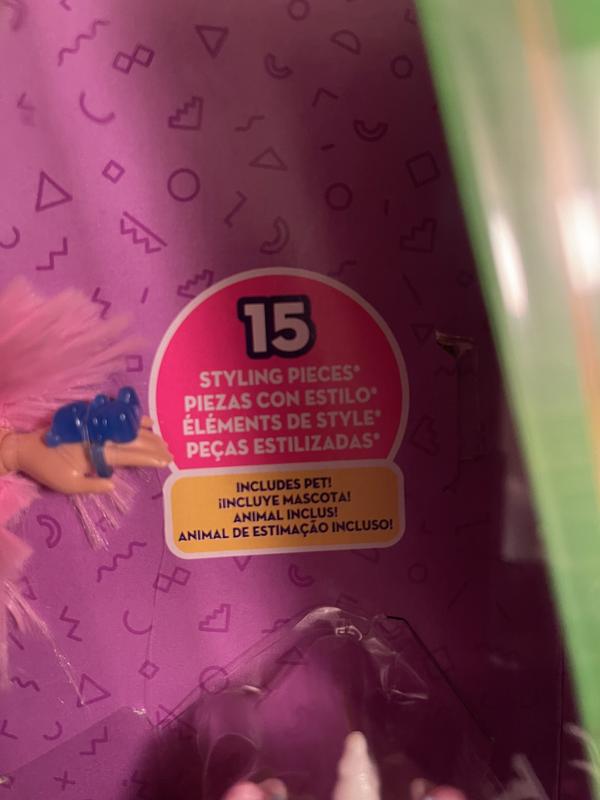 15
STYLING PIECES*
PIEZAS CON ESTILO*
ÉLÉMENTS DE STYLE*
PEÇAS ESTILIZADAS*
INCLUDES PET!
¡INCLUYE MASCOTA!
ANIMAL INCLUS!
ANIMAL DE ESTIMAÇÃO INCLUSO!